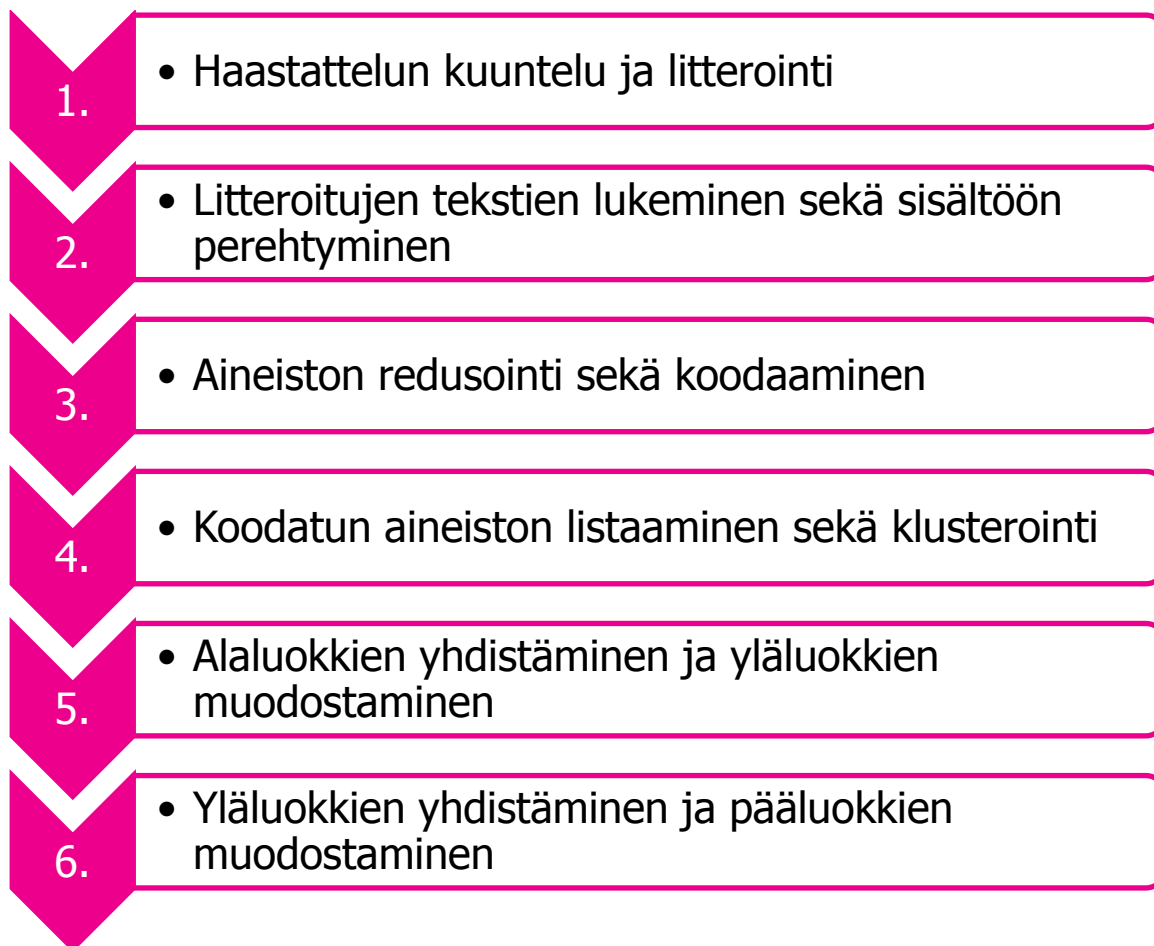 1.
• Haastattelun kuuntelu ja litterointi
2.
• Litteroitujen tekstien lukeminen sekä sisältöön
perehtyminen
3.
• Aineiston redusointi sekä koodaaminen
4.
• Koodatun aineiston listaaminen sekä klusterointi
5.
• Alaluokkien yhdistäminen ja yläluokkien
muodostaminen
6.
• Yläluokkien yhdistäminen ja pääluokkien
muodostaminen